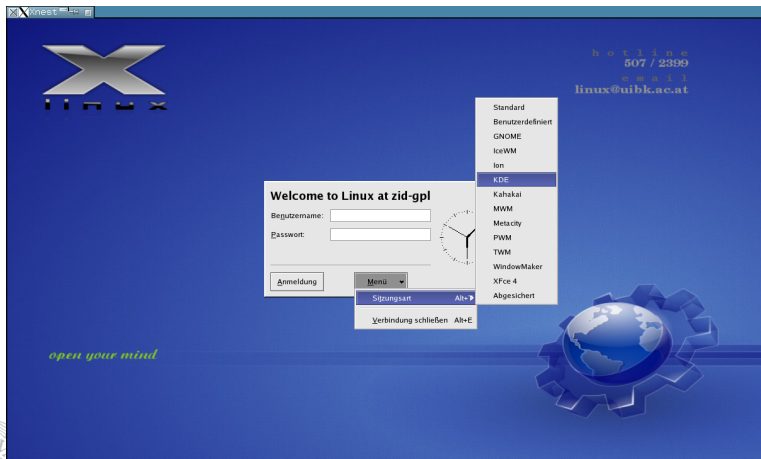 Xnest
hotline
507 / 2399
email
linux@uibk.ac.at
linux
Welcome to Linux at zid-gpl
Benutzername:
Passwort:
Anmeldung
Menü
Sitzungsart Alt+
Verbindung schließen Alt+E
Standard
Benutzerdefiniert
GNOME
IceWM
Ion
KDE
Kahakai
MWM
Metacity
PWM
TWM
WindowMaker
XFce 4
Abgesichert
open your mind